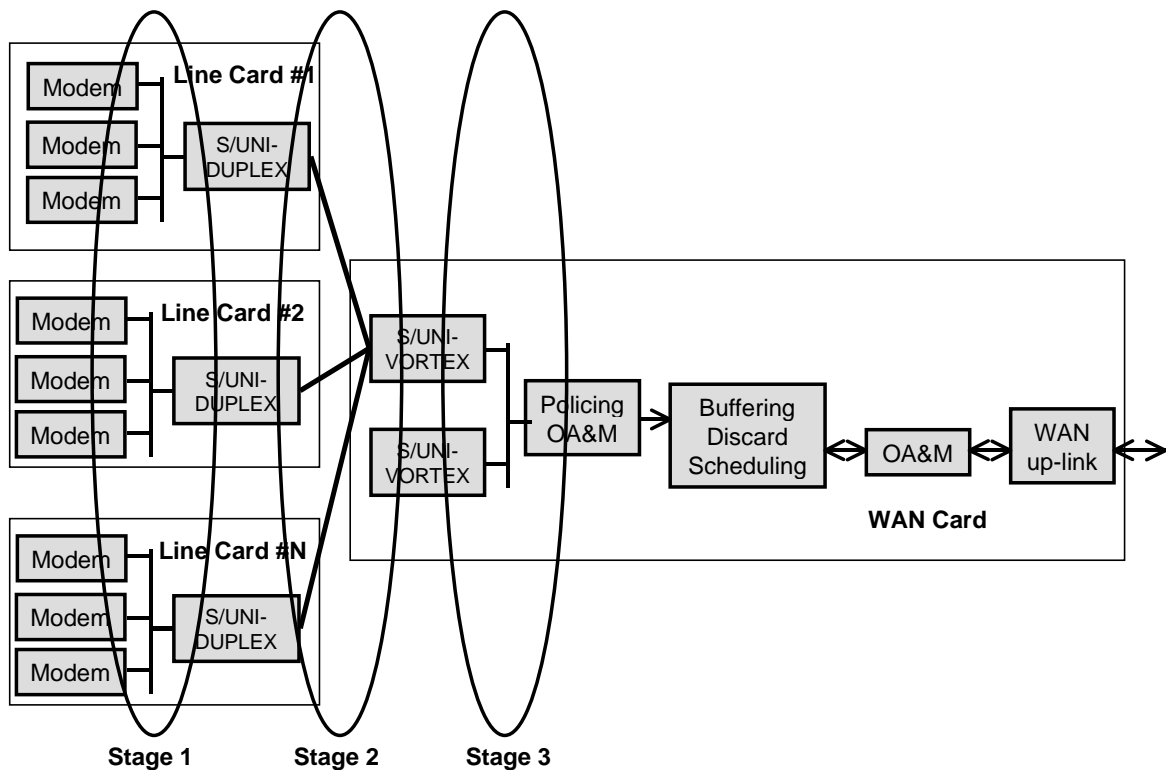 Line Card #1
Modem
Modem
Modem
S/UNI-
DUPLEX
Line Card #2
Modem
Modem
Modem
S/UNI-
DUPLEX
Line Card #N
Modem
Modem
Modem
S/UNI-
DUPLEX
S/UNI-
VORTEX
S/UNI-
VORTEX
Policing
OA&M
Buffering
Discard
Scheduling
OA&M
WAN
up-link
WAN Card
Stage 1
Stage 2
Stage 3